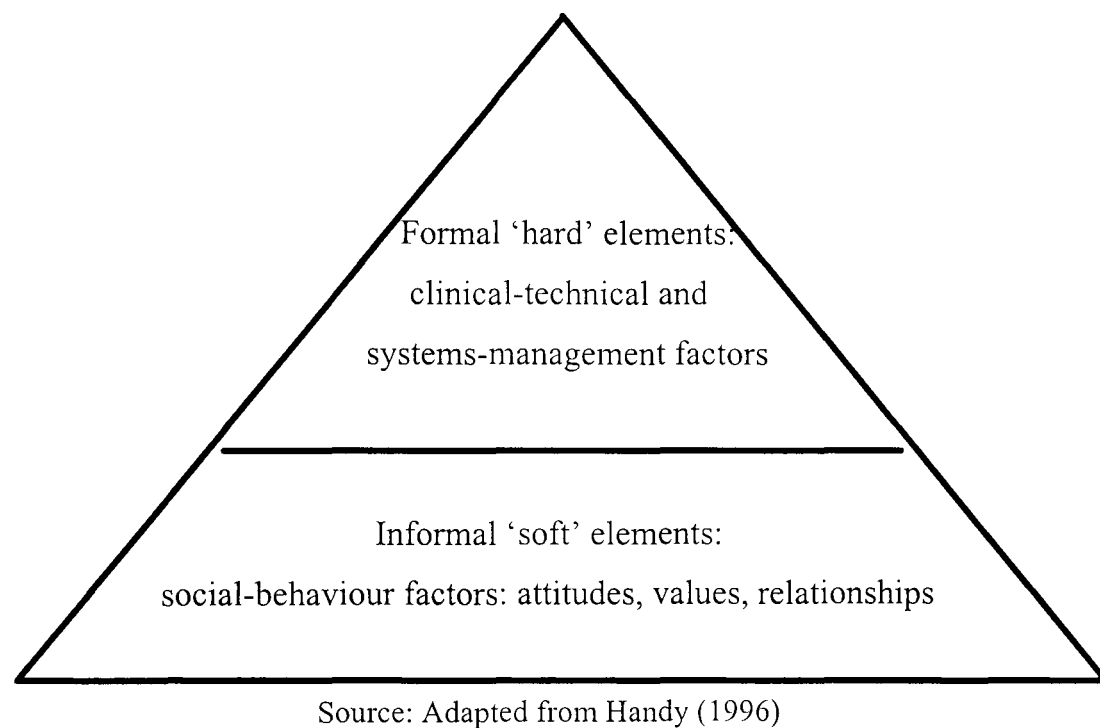 Formal ‘hard’ elements:
clinical-technical and
systems-management factors
Informal ‘soft’ elements:
social-behaviour factors: attitudes, values, relationships
Source: Adapted from Handy (1996)